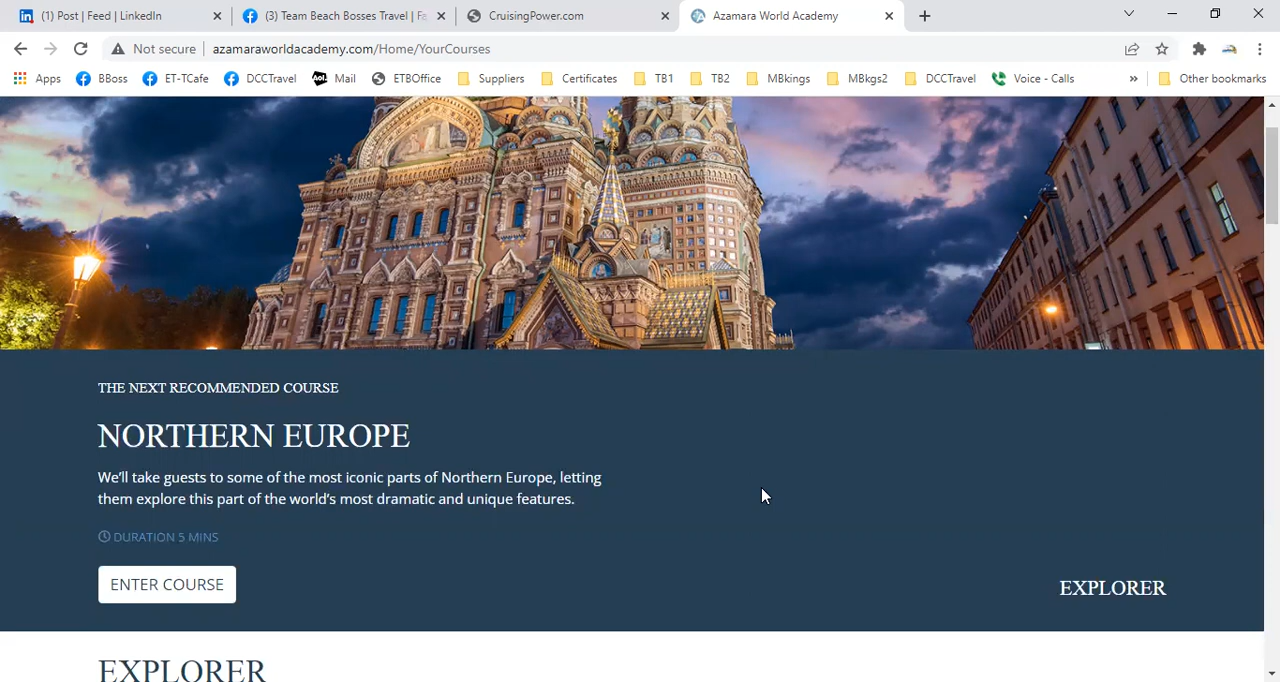 (1) Post | Feed | LinkedIn
(3) Team Beach Bosses Travel | Fa
CruisingPower.com
Azamara World Academy
Not secure
azamaraworldacademy.com/Home/YourCourses
Apps
BBoss
ET-TCafe
DCCTravel
Aol.
Mail
ETBOffice
Suppliers
Certificates
TB1
TB2
MBkings
MBkgs2
DCCTravel
Voice - Calls
»
Other bookmarks
THE NEXT RECOMMENDED COURSE
NORTHERN EUROPE
We'll take guests to some of the most iconic parts of Northern Europe, letting
them explore this part of the world's most dramatic and unique features.
DURATION 5 MINS
ENTER COURSE
EXPLORER
EXPLORER